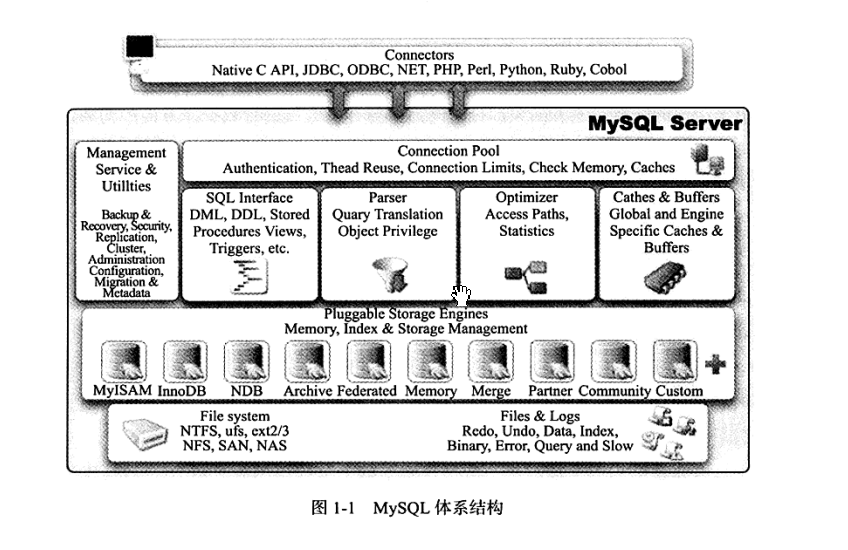 Connectors
Native C API, JDBC, ODBC, NET, PHP, Perl, Python, Ruby, Cobol
MySQL Server
Management
Service &
Utillties
Backup &
Recovery, Security,
Replication,
Cluster,
Administration
Configuration,
Migration &
Metadata
Connection Pool
Authentication, Thead Reuse, Connection Limits, Check Memory, Caches
SQL Interface
DML, DDL, Stored
Procedures Views,
Triggers, etc.
Parser
Quary Translation
Object Privilege
Optimizer
Access Paths,
Statistics
Cathes & Buffers
Global and Engine
Specific Caches &
Buffers
Pluggable Storage Engines
Memory, Index & Storage Management
MyISAM InnoDB NDB Archive Federated Memory Merge Partner Community Custom
File system
NTFS, ufs, ext2/3
NFS, SAN, NAS
Files & Logs
Redo, Undo, Data, Index,
Binary, Error, Query and Slow
图 1-1 MySQL 体系结构